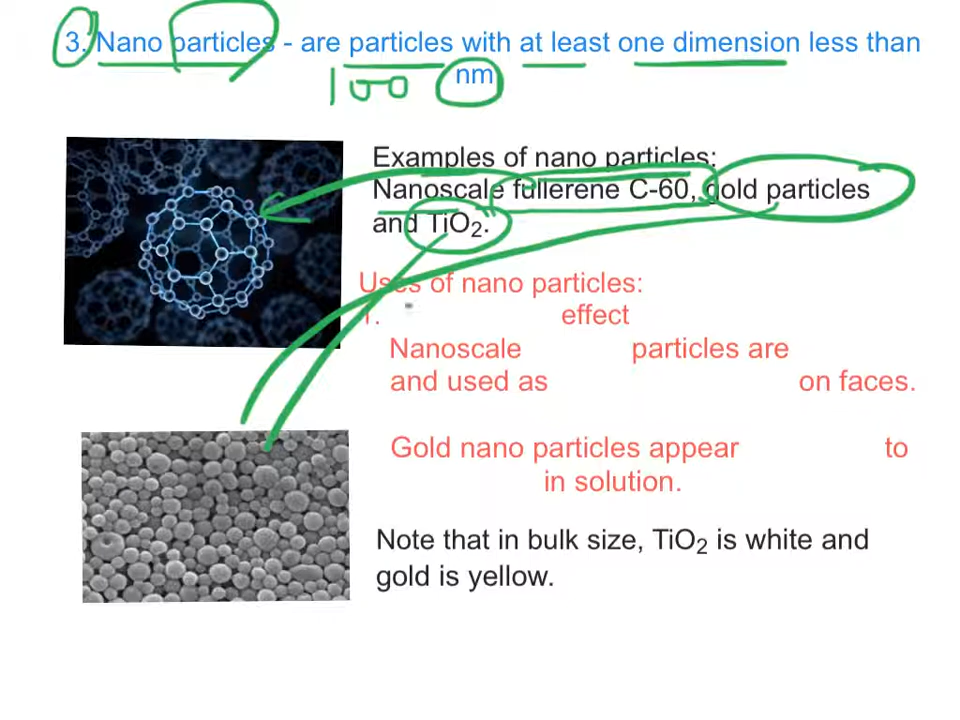 3. Nano particles - are particles with at least one dimension less than
100 nm
Examples of nano particles:
Nanoscale fullerene C-60, gold particles
and TiO₂.
Uses of nano particles:
1. effect
Nanoscale particles are
and used as on faces.
Gold nano particles appear to
in solution.
Note that in bulk size, TiO₂ is white and
gold is yellow.